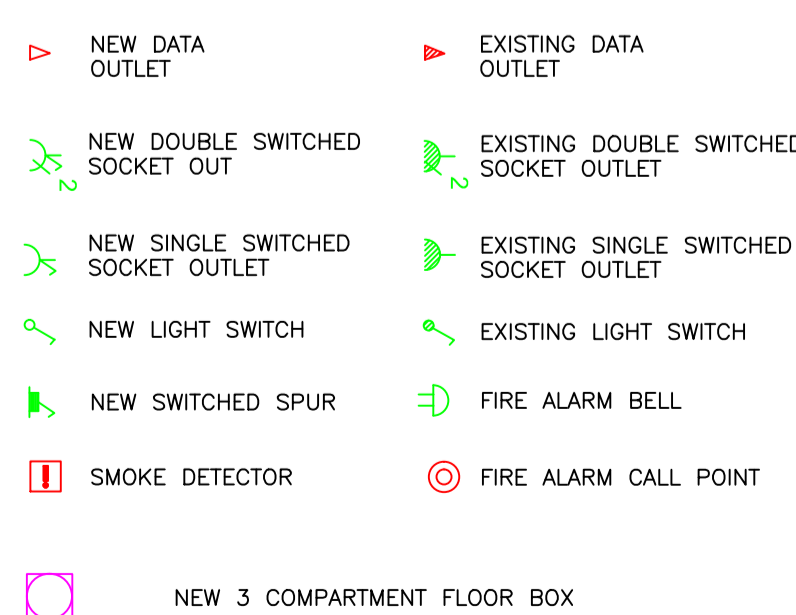 NEW DATA
OUTLET
EXISTING DATA
OUTLET
NEW DOUBLE SWITCHED
SOCKET OUT
2
EXISTING DOUBLE SWITCHED
SOCKET OUTLET
2
NEW SINGLE SWITCHED
SOCKET OUTLET
EXISTING SINGLE SWITCHED
SOCKET OUTLET
NEW LIGHT SWITCH
EXISTING LIGHT SWITCH
NEW SWITCHED SPUR
FIRE ALARM BELL
!
SMOKE DETECTOR
FIRE ALARM CALL POINT
NEW 3 COMPARTMENT FLOOR BOX